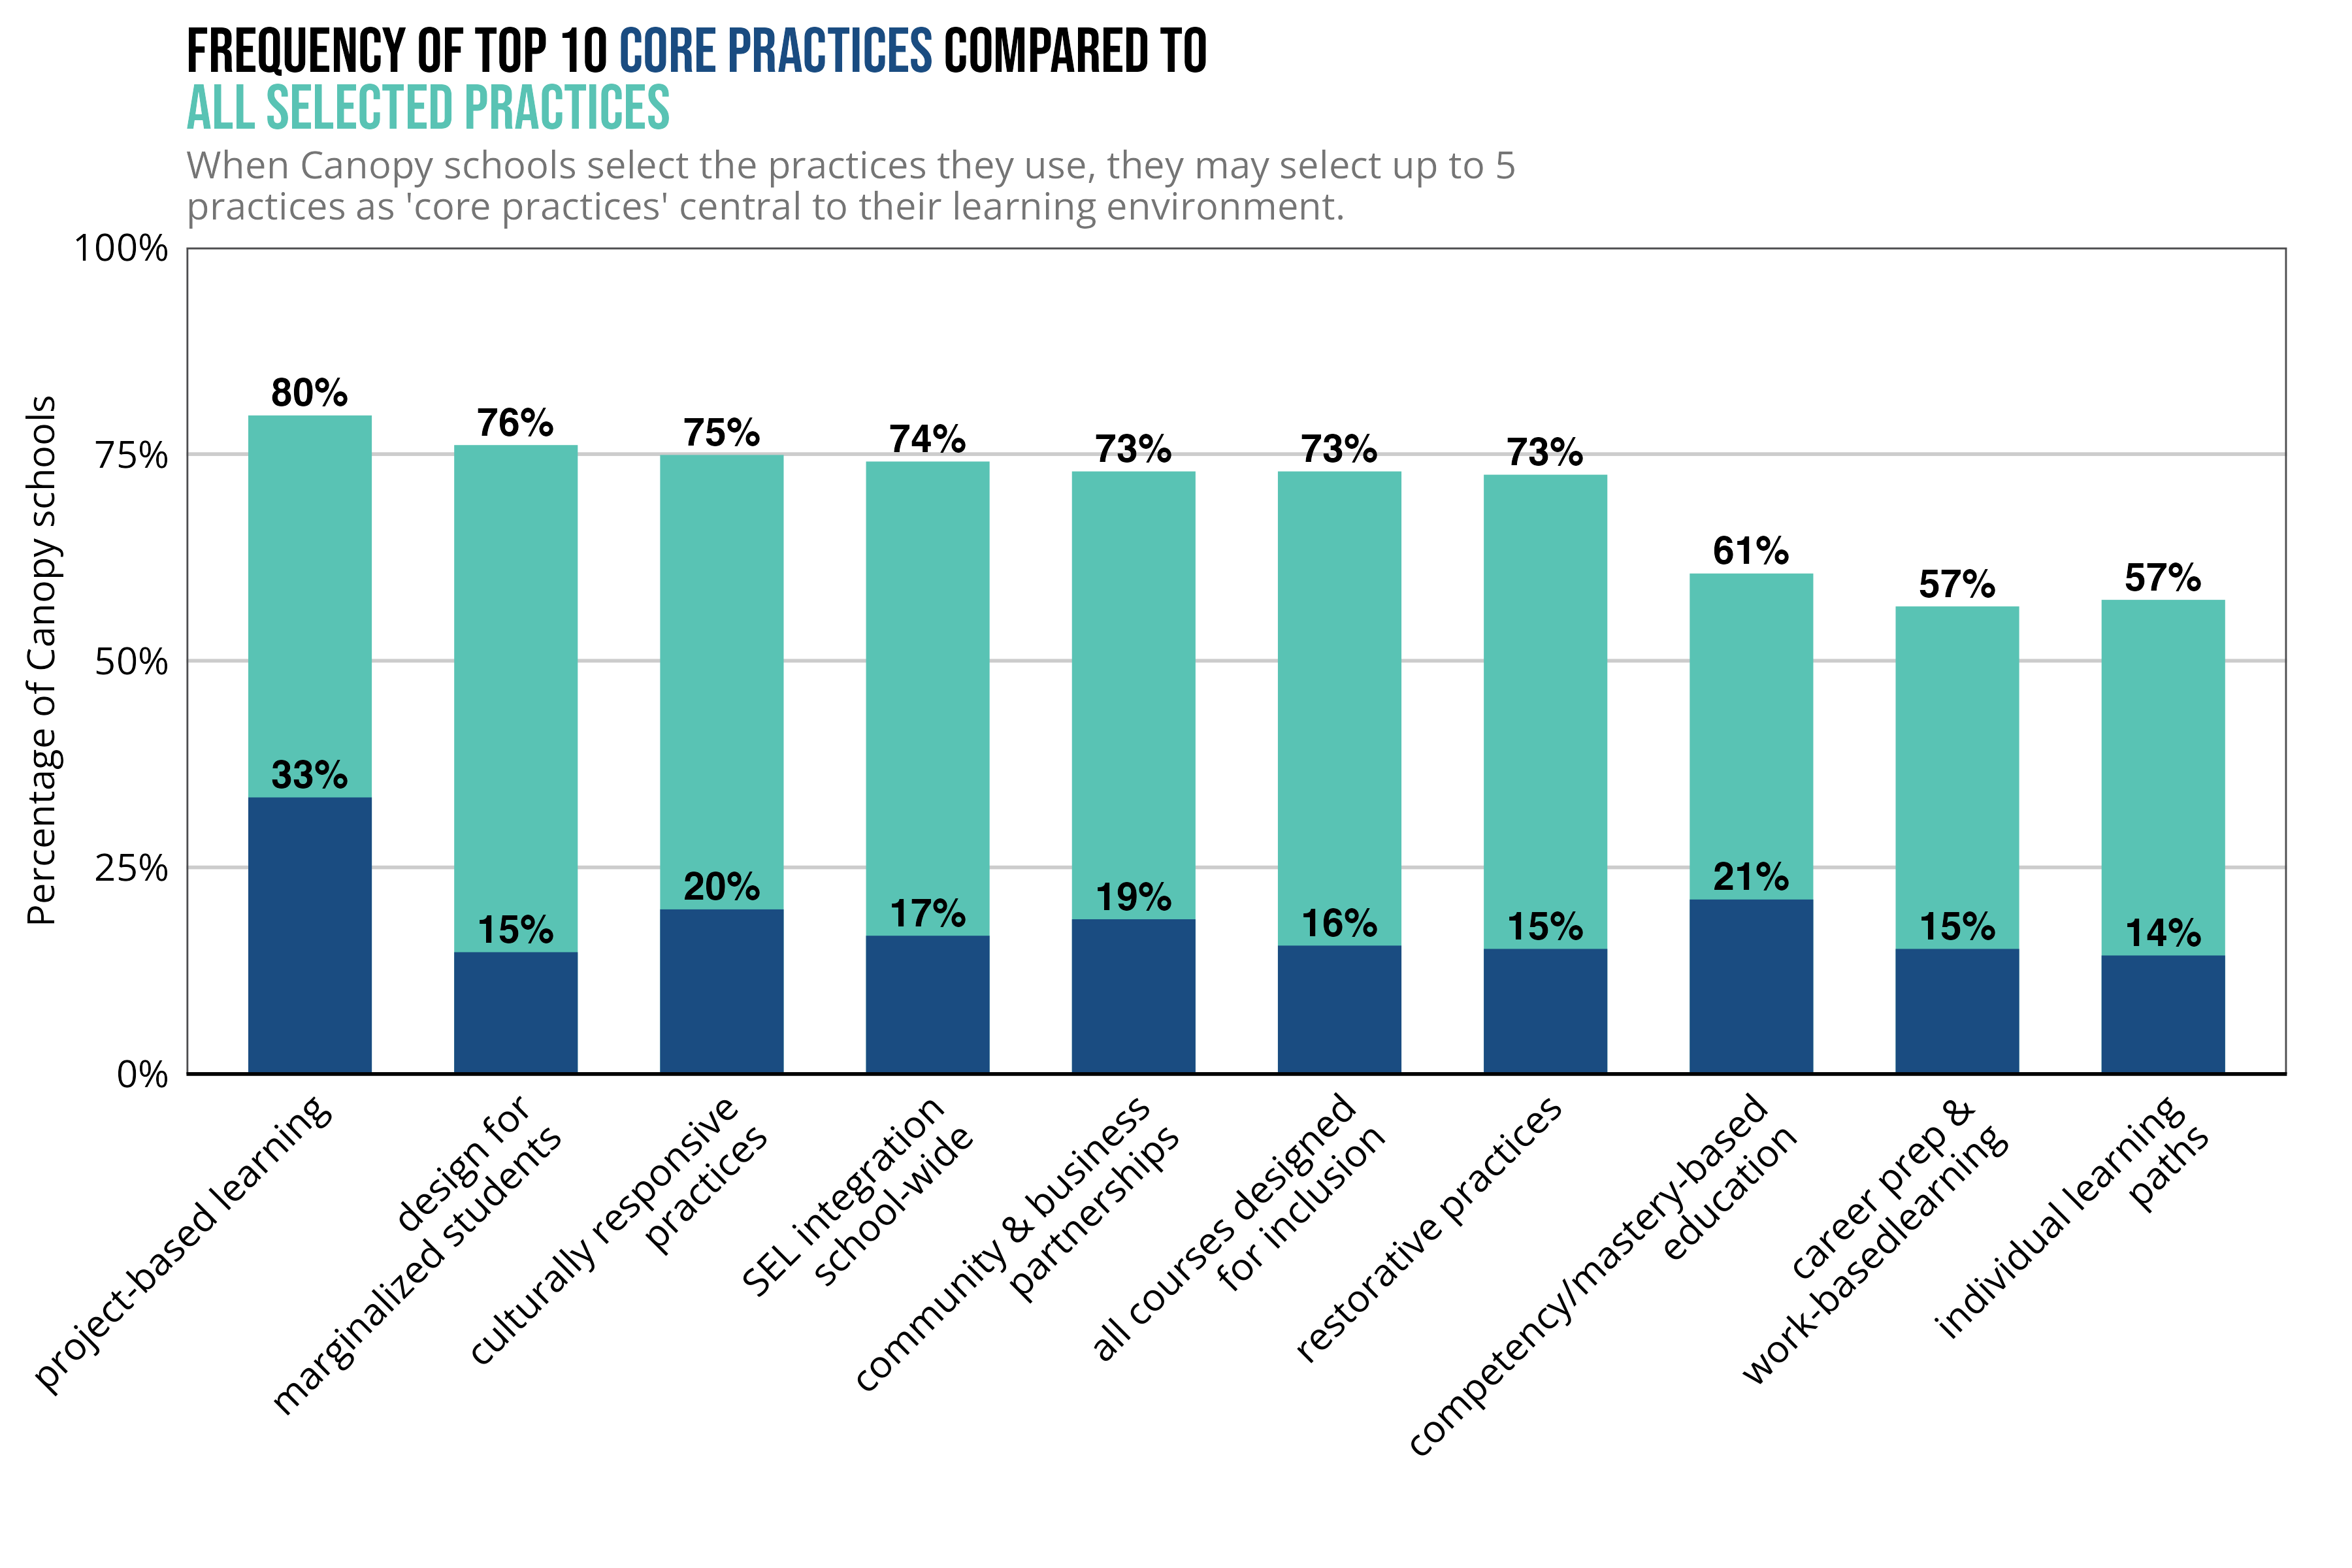 FREQUENCY OF TOP 10 CORE PRACTICES COMPARED TO
ALL SELECTED PRACTICES
When Canopy schools select the practices they use, they may select up to 5
practices as 'core practices' central to their learning environment.
Percentage of Canopy schools
100%
75%
50%
25%
0%
80%
76%
75%
74%
73%
73%
73%
61%
57%
57%
33%
15%
20%
17%
19%
16%
15%
21%
15%
14%
project-based learning
design for
marginalized students
culturally responsive
practices
SEL integration
school-wide
community & business
partnerships
all courses designed
for inclusion
restorative practices
competency/mastery-based
education
career prep &
work-basedlearning
individual learning
paths